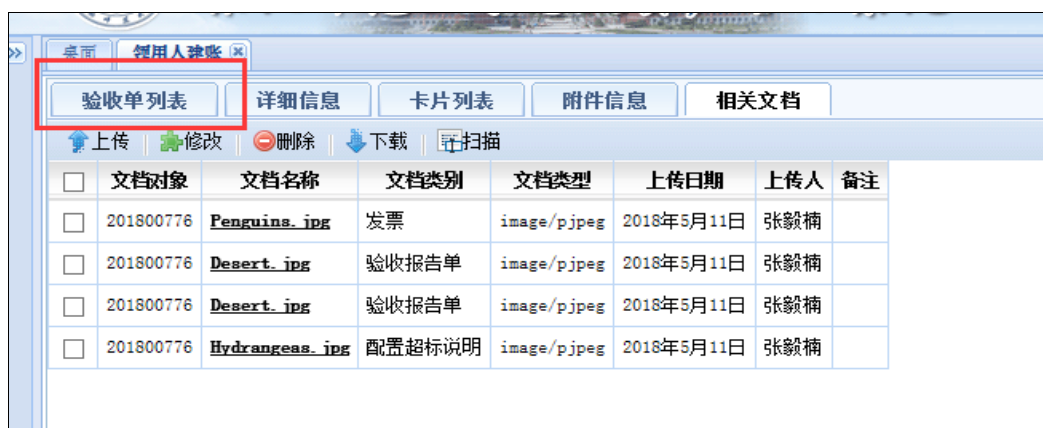 桌面 领用人建账
验收单列表 详细信息 卡片列表 附件信息 相关文档
上传 修改 删除 下载 扫描
文档对象 文档名称 文档类别 文档类型 上传日期 上传人 备注
201800776 Penguins.jpg 发票 image/pjpeg 2018年5月11日 张毅楠
201800776 Desert.jpg 验收报告单 image/pjpeg 2018年5月11日 张毅楠
201800776 Desert.jpg 验收报告单 image/pjpeg 2018年5月11日 张毅楠
201800776 Hydrangeas.jpg 配置超标说明 image/pjpeg 2018年5月11日 张毅楠